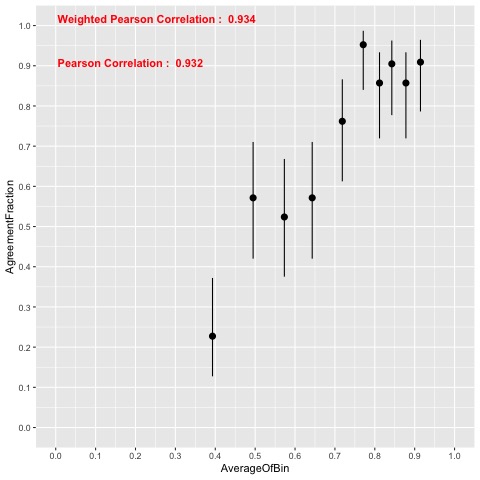 Weighted Pearson Correlation :  0.934
Pearson Correlation :  0.932
1.0
0.9
0.8
0.7
0.6
0.5
0.4
0.3
0.2
0.1
0.0
AgreementFraction
0.0 0.1 0.2 0.3 0.4 0.5 0.6 0.7 0.8 0.9 1.0
AverageOfBin